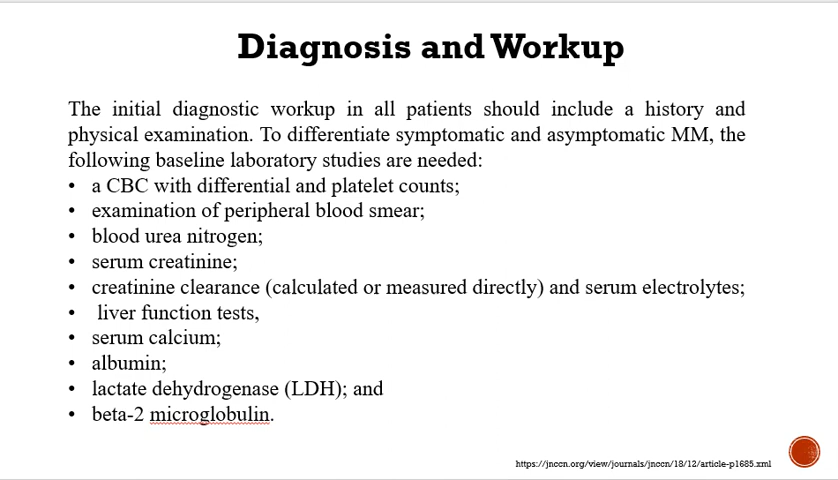 Diagnosis and Workup
The initial diagnostic workup in all patients should include a history and
physical examination. To differentiate symptomatic and asymptomatic MM, the
following baseline laboratory studies are needed:
• a CBC with differential and platelet counts;
• examination of peripheral blood smear;
• blood urea nitrogen;
• serum creatinine;
• creatinine clearance (calculated or measured directly) and serum electrolytes;
• liver function tests,
• serum calcium;
• albumin;
• lactate dehydrogenase (LDH); and
• beta-2 microglobulin.
https://jnccn.org/view/journals/jnccn/18/12/article-p1685.xml